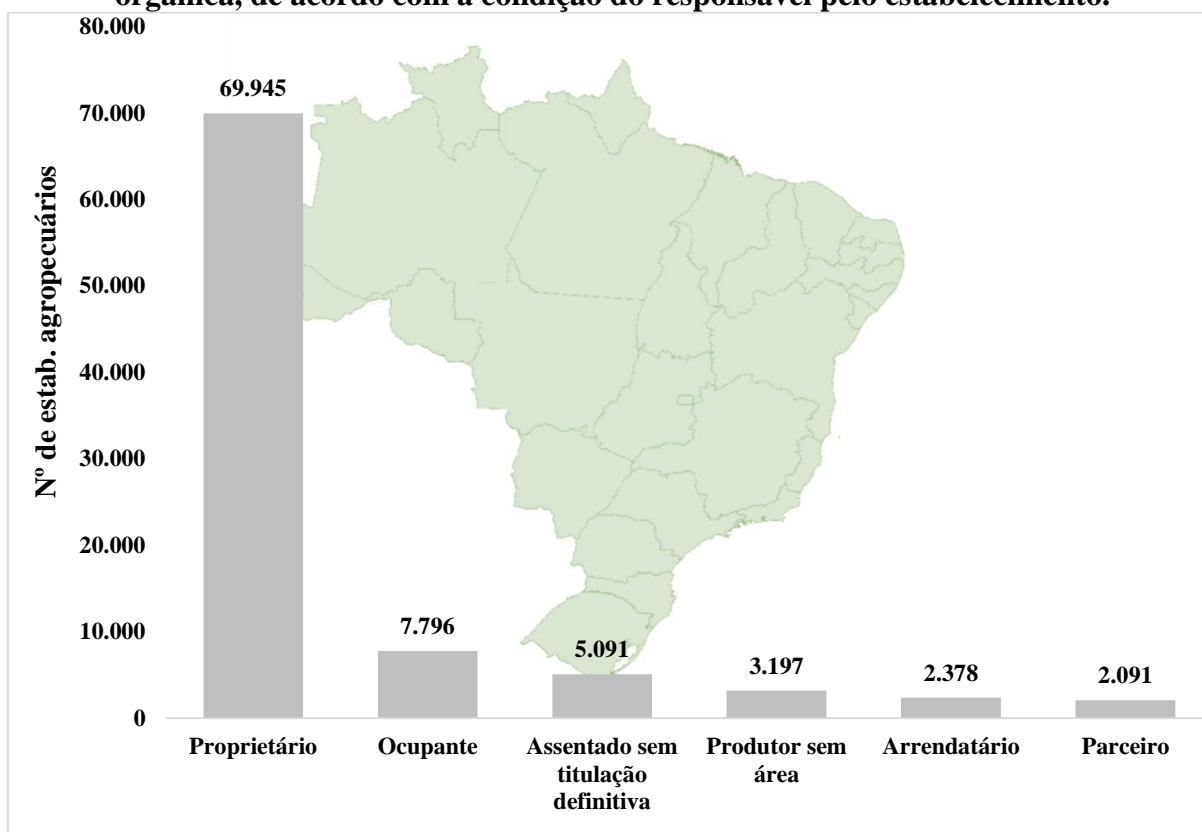 orgânica, de acordo com a condição do responsável pelo estabelecimento.
Nº de estab. agropecuários
80.000
70.000
60.000
50.000
40.000
30.000
20.000
10.000
0
69.945
7.796
5.091
3.197
2.378
2.091
Proprietário
Ocupante
Assentado sem
titulação
definitiva
Produtor sem
área
Arrendatário
Parceiro